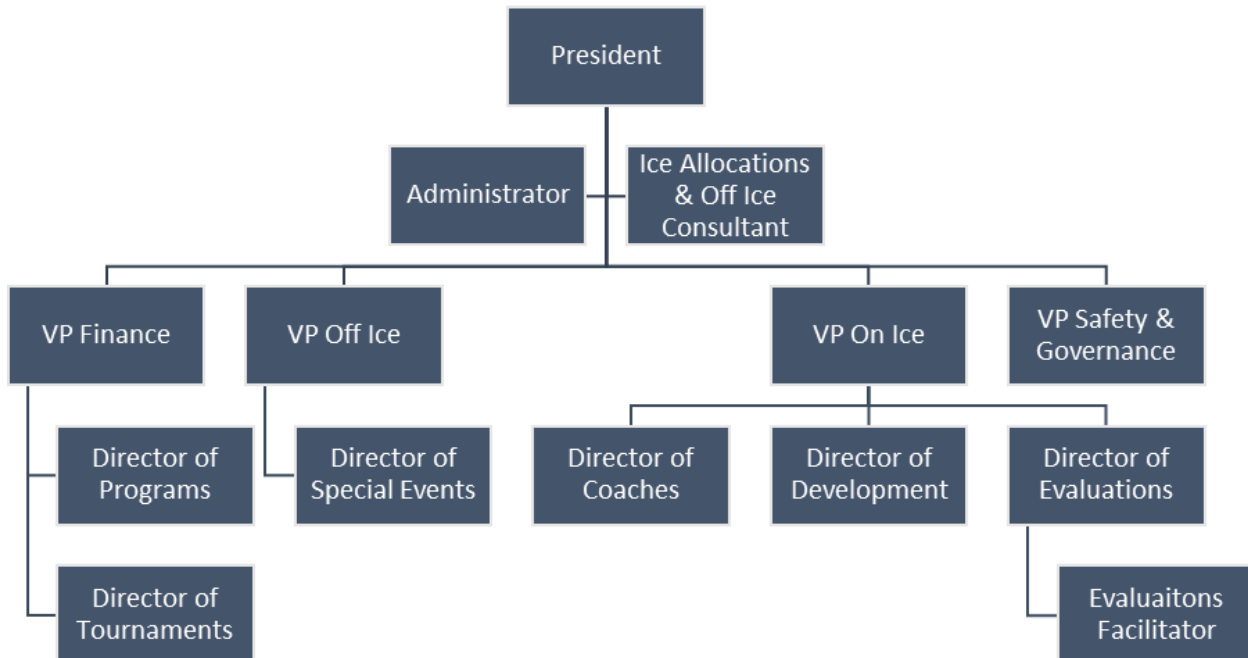 President
Administrator
Ice Allocations
& Off Ice
Consultant
VP Finance
VP Off Ice
VP On Ice
VP Safety &
Governance
Director of
Programs
Director of
Special Events
Director of
Coaches
Director of
Development
Director of
Evaluations
Director of
Tournaments
Evaluaitons
Facilitator